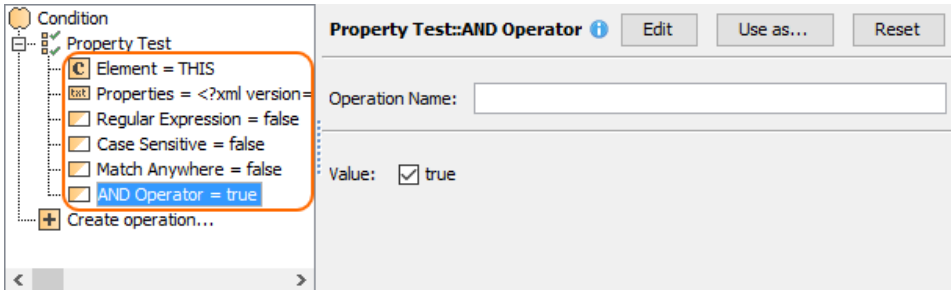 Condition
Property Test
C Element = THIS
txt Properties = <?xml version=
Regular Expression = false
Case Sensitive = false
Match Anywhere = false
AND Operator = true
Create operation...
Property Test::AND Operator i Edit Use as... Reset
Operation Name:
Value: true